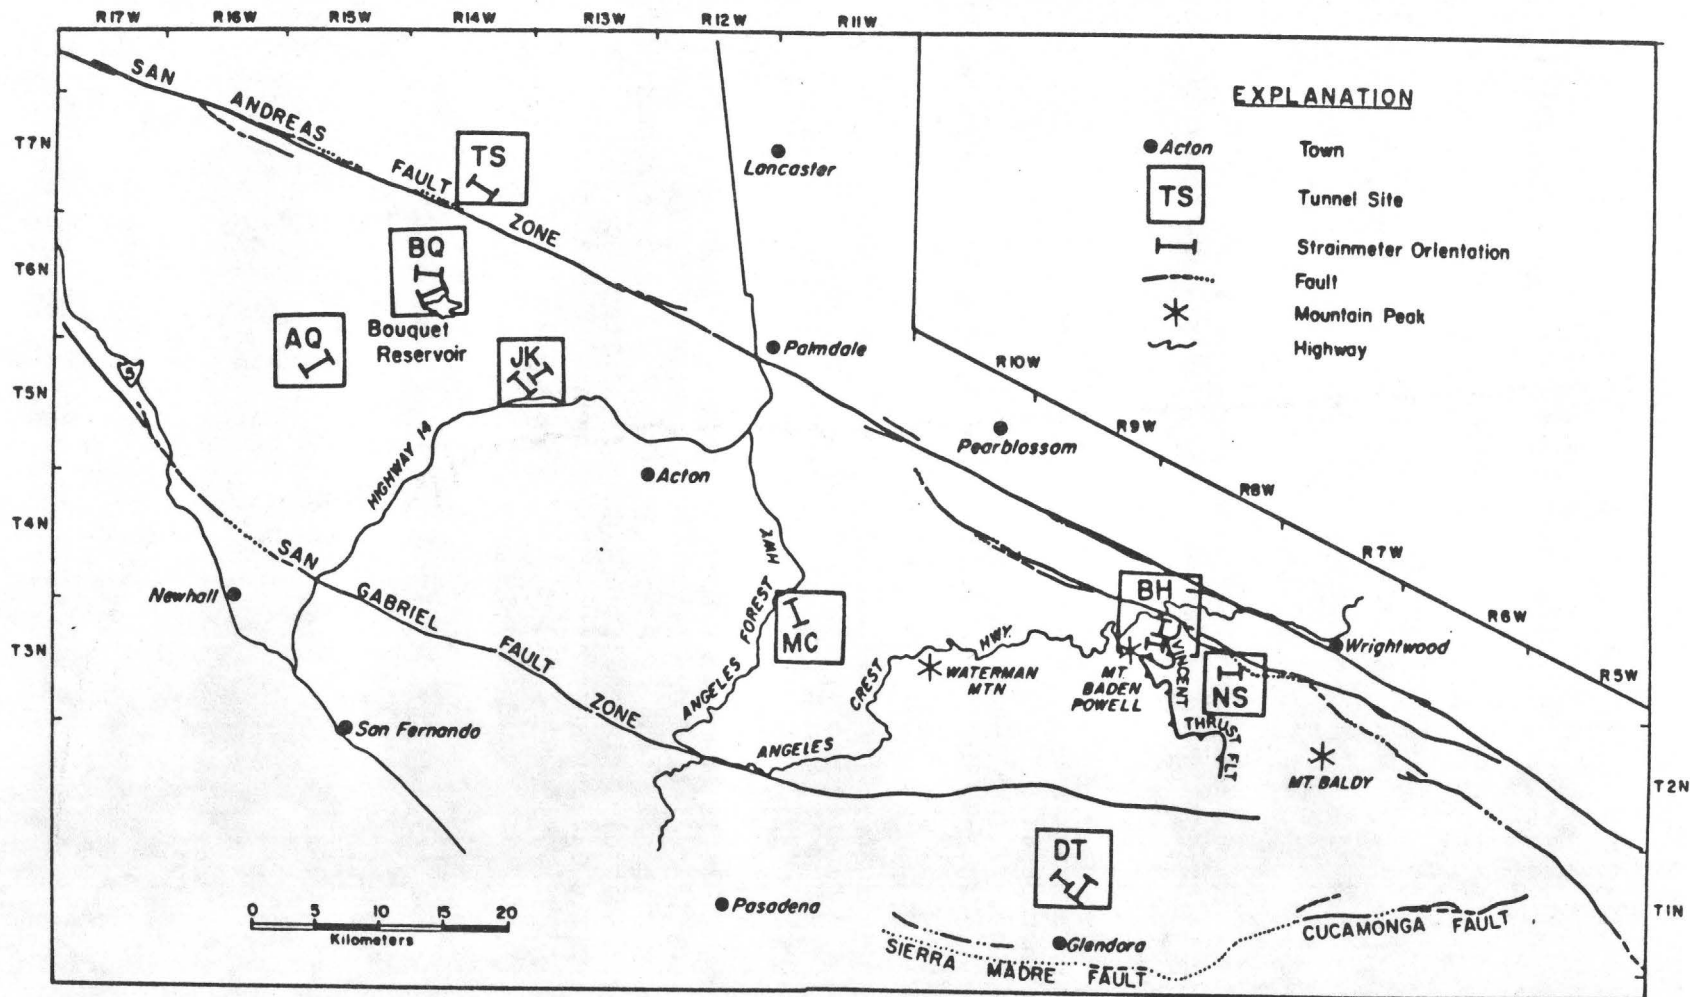 R17W R16W R15W R14W R13W R12W R11W
SAN ANDREAS FAULT ZONE
EXPLANATION
Acton Town
TS Tunnel Site
Strainmeter Orientation
Fault
Mountain Peak
Highway
T7N
TS
Lancaster
T6N
BQ
Bouquet
Reservoir
AQ
JK
5
Palmdale
T5N
R10W
R9W
R8W
R7W
R6W
R5W
Pearblossom
HIGHWAY 14
Acton
T4N
SAN GABRIEL FAULT ZONE
Newhall
ANGELES FOREST HWY
MC
BH
Wrightwood
T3N
ANGELES CREST HWY.
WATERMAN
MTN
MT.
BADEN
POWELL
VINCENT THRUST FLT
NS
San Fernando
MT. BALDY
T2N
DT
Pasadena
0 5 10 15 20
Kilometers
Glendora
SIERRA MADRE FAULT
CUCAMONGA FAULT
T1N